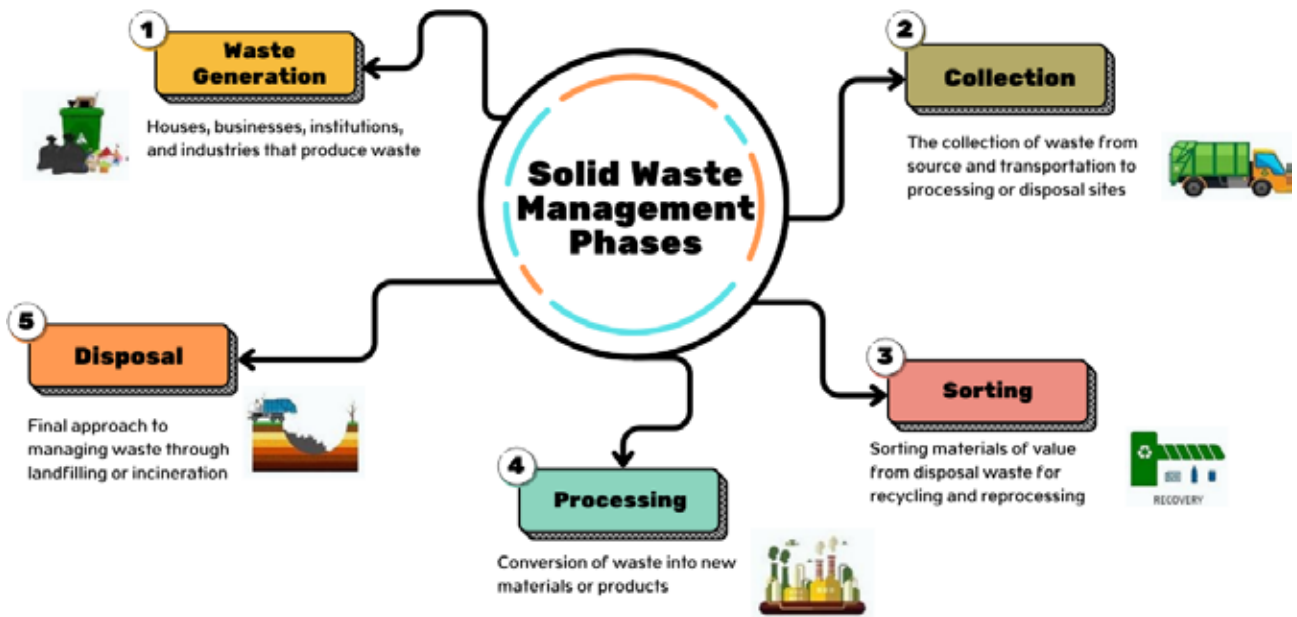 Solid Waste
Management
Phases
1
Waste
Generation
Houses, businesses, institutions,
and industries that produce waste
2
Collection
The collection of waste from
source and transportation to
processing or disposal sites
3
Sorting
Sorting materials of value
from disposal waste for
recycling and reprocessing
RECOVERY
4
Processing
Conversion of waste into new
materials or products
5
Disposal
Final approach to
managing waste through
landfilling or incineration